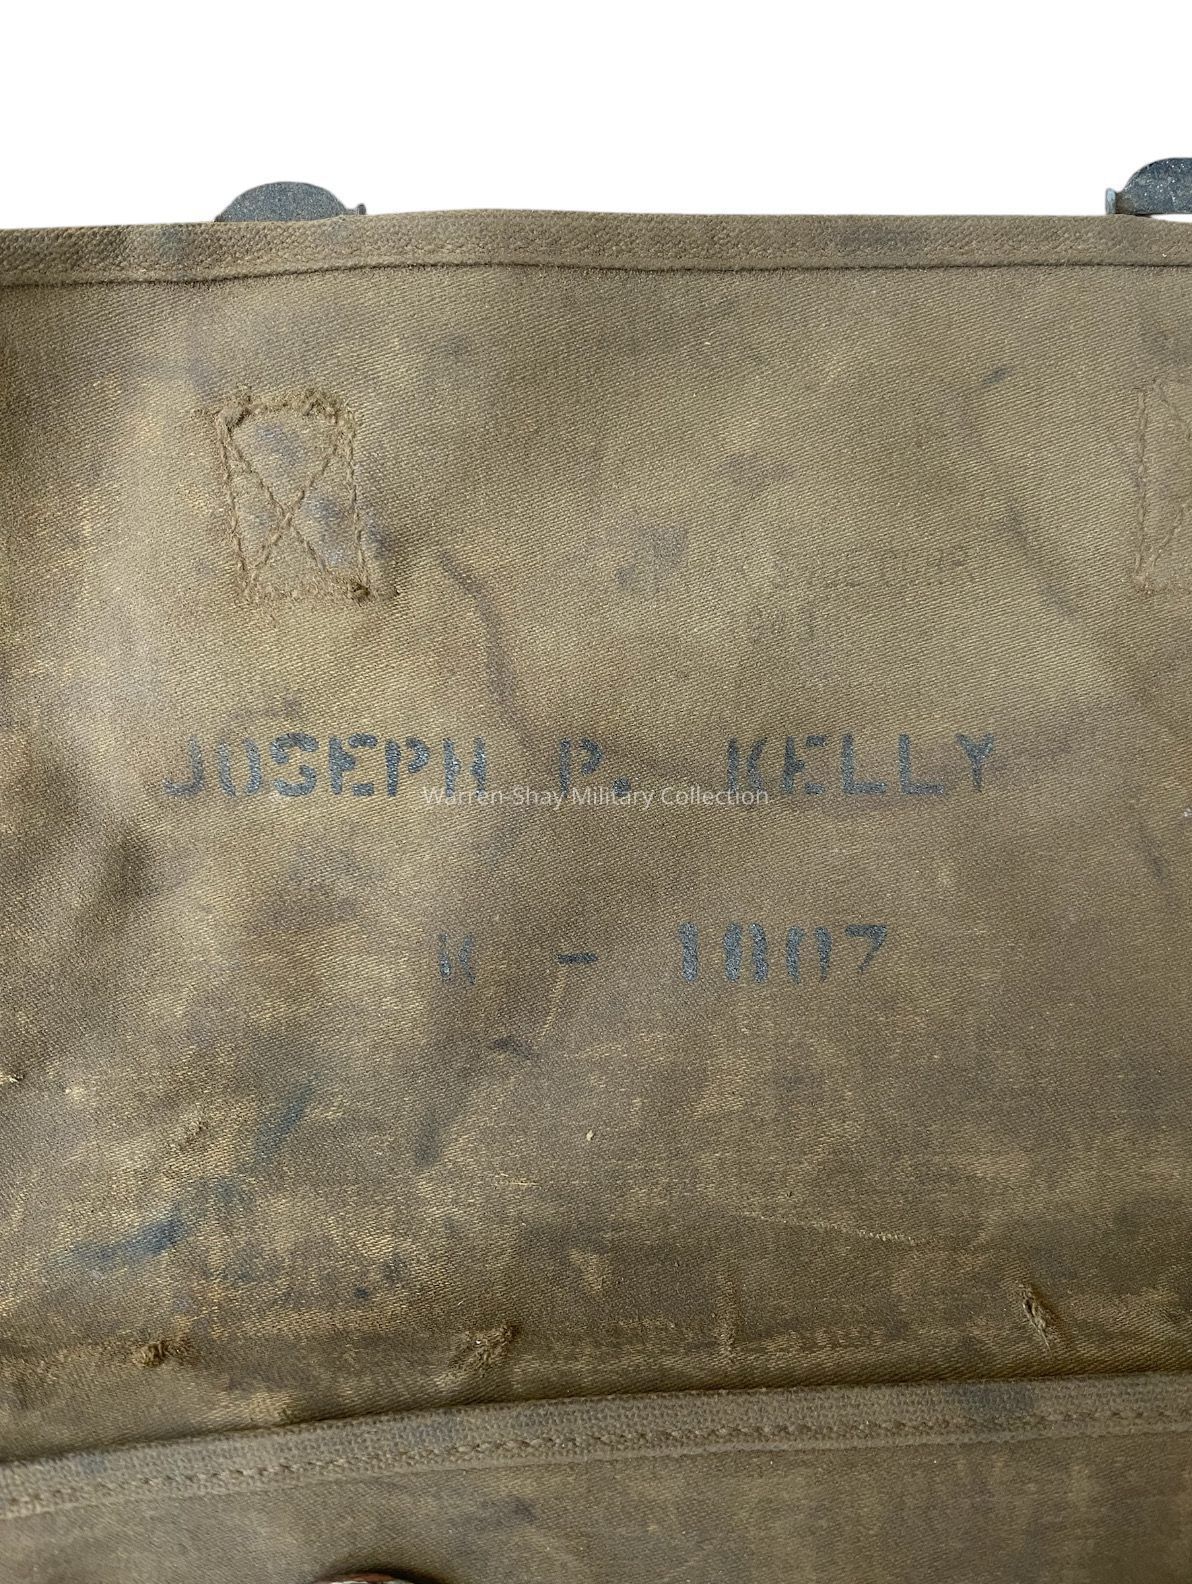 JOSEPH P. KELLY
Warren-Shay Military Collection
K - 1807